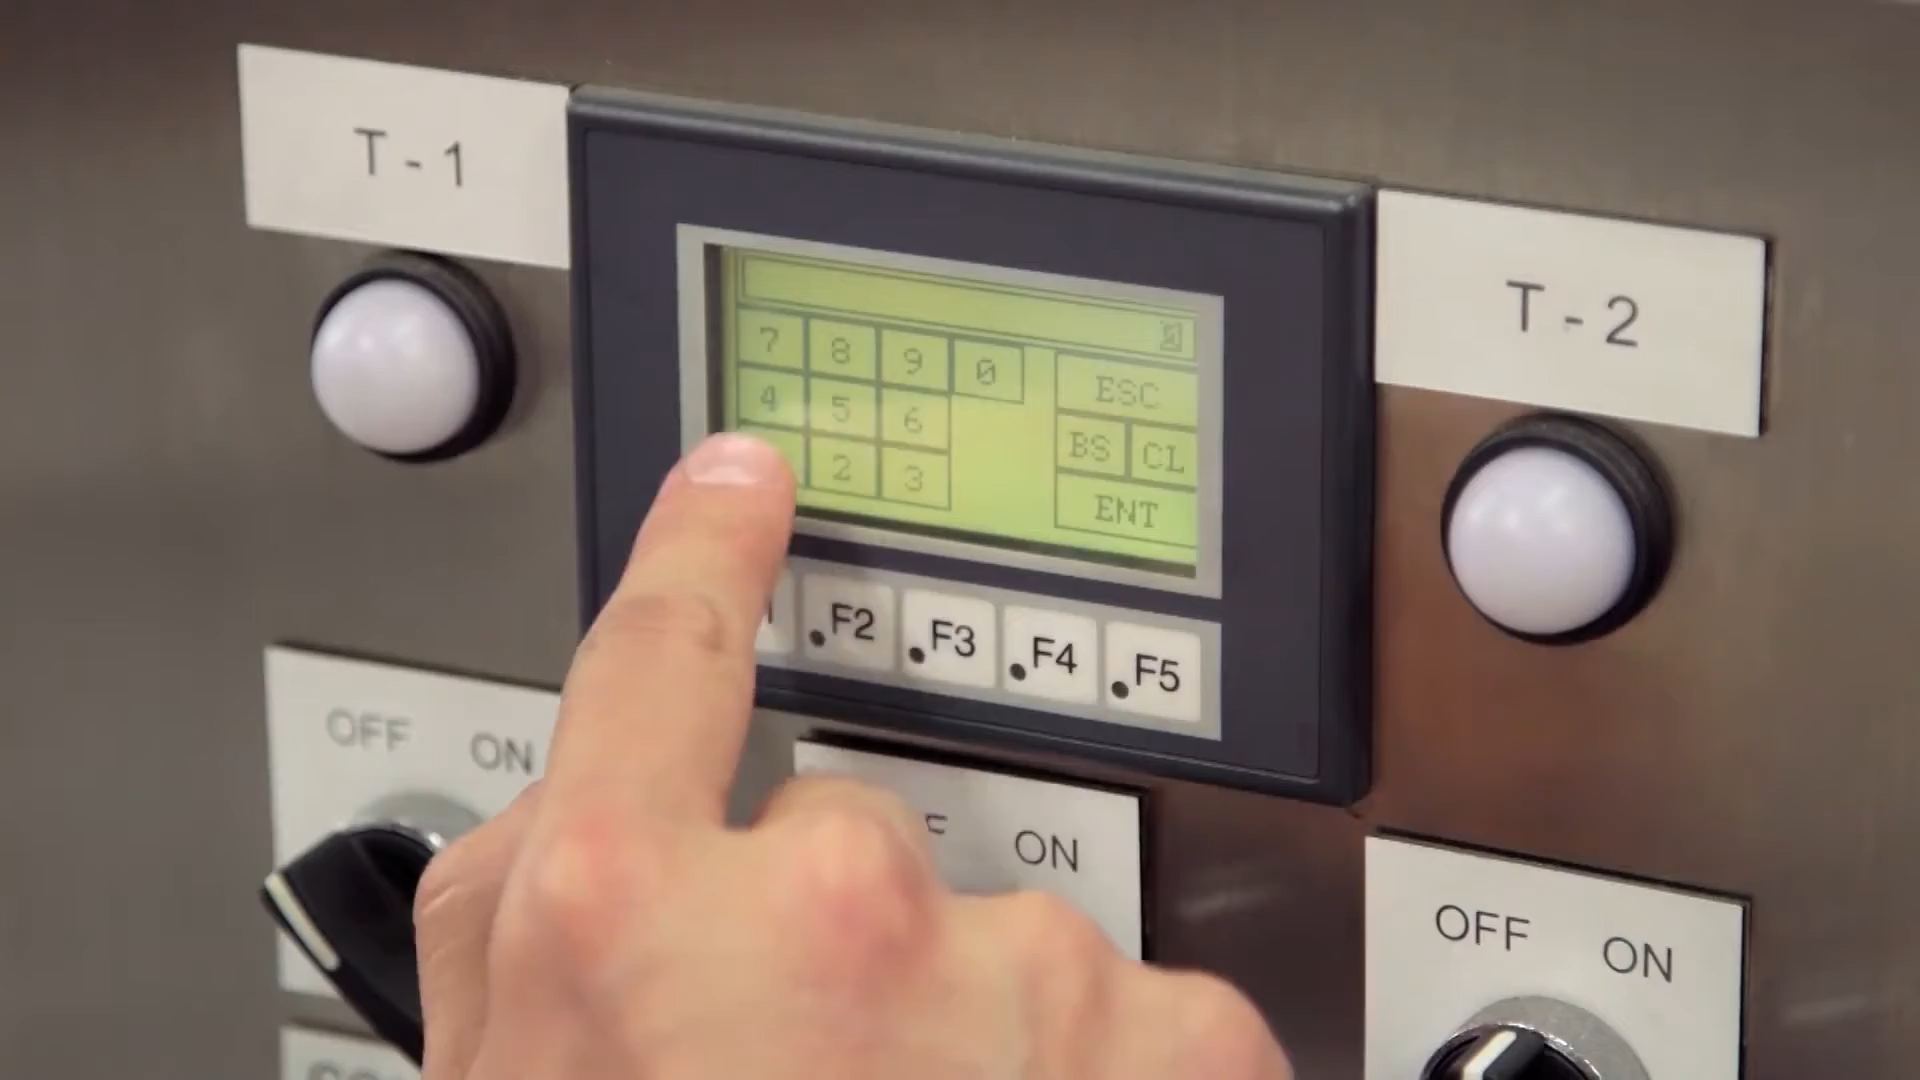 T - 1
T - 2
7 8 9 0
ESC
4 5 6
BS CL
2 3
ENT
F2 F3 F4 F5
OFF ON
ON
OFF ON